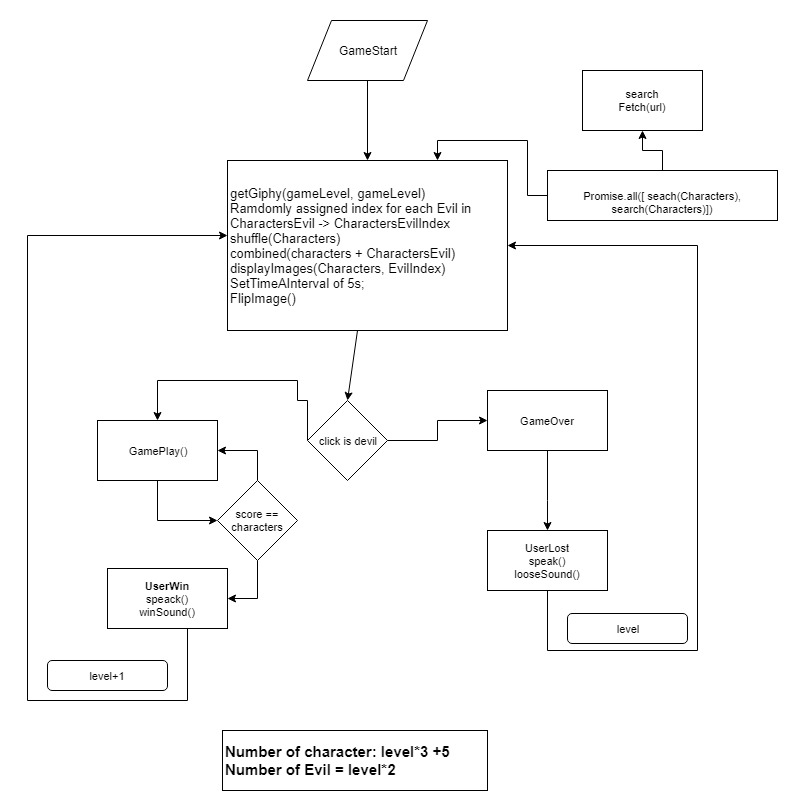 GameStart
search
Fetch(url)
Promise.all([ seach(Characters),
search(Characters)])
getGiphy(gameLevel, gameLevel)
Ramdomly assigned index for each Evil in
CharactersEvil -> CharactersEvilIndex
shuffle(Characters)
combined(characters + CharactersEvil)
displayImages(Characters, EvilIndex)
SetTimeAInterval of 5s;
FlipImage()
click is devil
GamePlay()
GameOver
score ==
characters
UserLost
speak()
looseSound()
UserWin
speack()
winSound()
level
level+1
Number of character: level*3 +5
Number of Evil = level*2